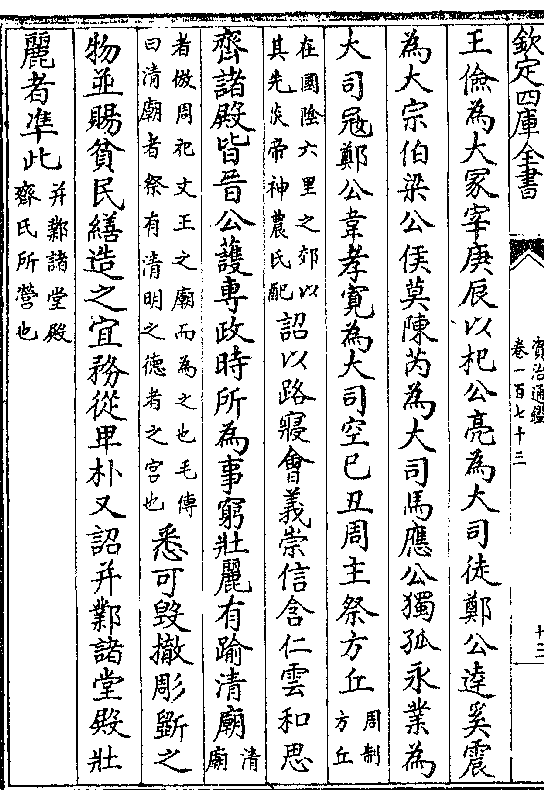 欽定四庫全書
資治通鑑
卷一百七十三
十三
王儉為大冢宰庚辰以杞公亮為大司徒鄭公達奚震
為大宗伯梁公侯莫陳芮為大司馬應公獨孤永業為
大司冦鄭公韋孝寛為大司空巳丑周主祭方丘周制方丘
在國隂六里之郊以其先炎帝神農氏配詔以路寢㑹義崇信含仁雲和思
齊諸殿皆晉公護專政時所為事窮壯麗有踰清廟清廟
者倣周祀文王之廟而為之也毛傳曰清廟者祭有清明之德者之宫也悉可毁撤彫斵之
物並賜貧民繕造之宜務從卑朴又詔并鄴諸堂殿壯
麗者準此并鄴諸堂殿齊氏所營也